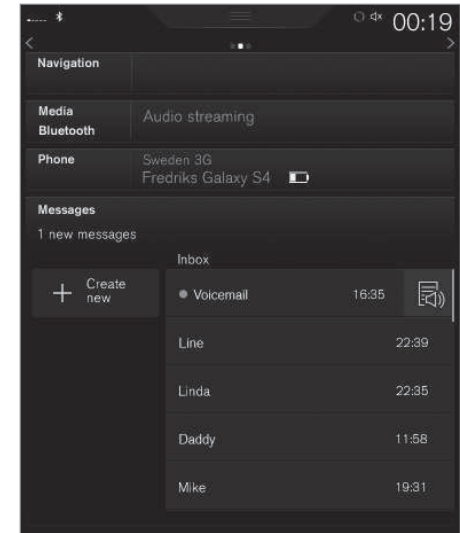 00:19
Navigation
Media
Bluetooth
Audio streaming
Phone
Sweden 3G
Fredriks Galaxy S4
Messages
1 new messages
Inbox
Create
new
Voicemail 16:35
Line 22:39
Linda 22:35
Daddy 11:58
Mike 19:31